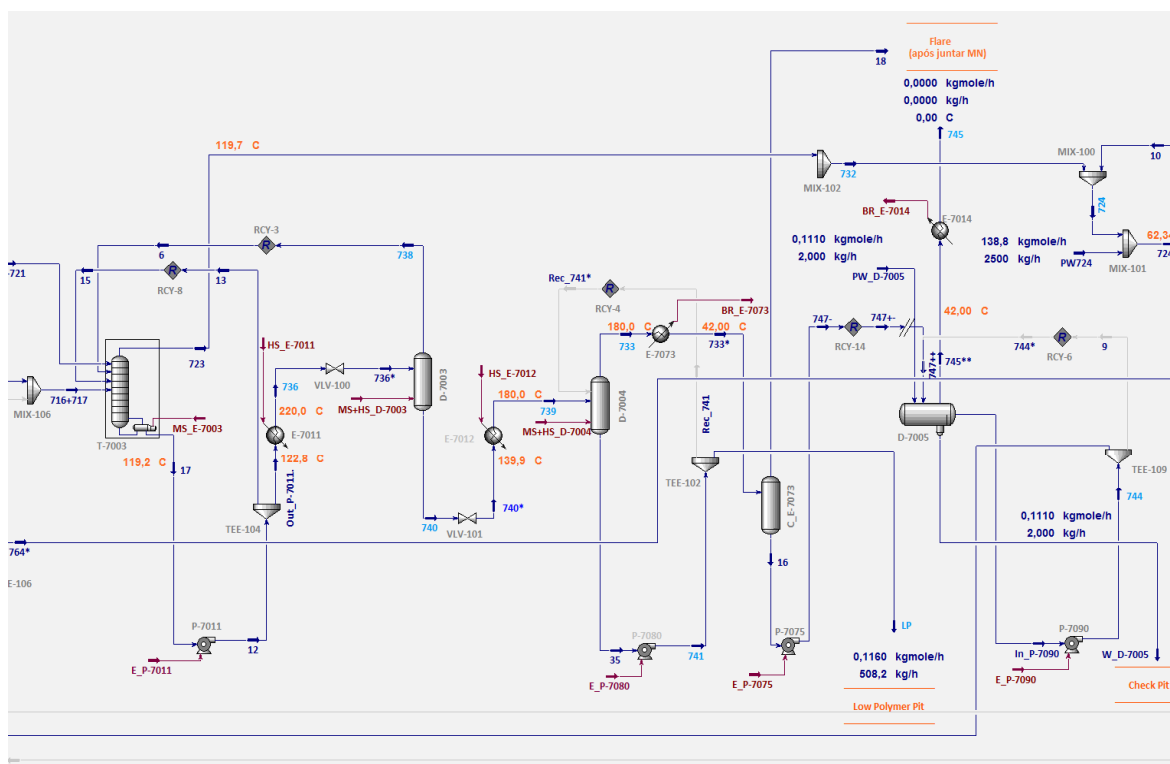 18
Flare
(após juntar MN)
0,0000 kgmole/h
0,0000 kg/h
0,00 C
745
119,7 C
MIX-102
732
MIX-100
10
724
BR_E-7014
E-7014
0,1110 kgmole/h
2,000 kg/h
138,8 kgmole/h
2500 kg/h
PW724
MIX-101
62,34
724
RCY-3
6
738
-721
15
13
RCY-8
Rec_741*
RCY-4
BR_E-7073
PW_D-7005
42,00 C
723
HS_E-7011
VLV-100
736
736*
D-7003
180,0 C
733
42,00 C
733*
E-7073
747-
RCY-14
747+-
747++
745**
744*
RCY-6
9
MIX-106
716+717
T-7003
MS_E-7003
220,0 C
E-7011
122,8 C
MS+HS_D-7003
HS_E-7012
180,0 C
739
MS+HS_D-7004
D-7004
E-7012
139,9 C
Rec_741
D-7005
119,2 C
17
Out_P-7011.
TEE-104
TEE-102
TEE-109
740
VLV-101
740*
C_E-7073
744
0,1110 kgmole/h
2,000 kg/h
764*
E-106
16
P-7011
12
E_P-7011
P-7080
35
741
E_P-7080
P-7075
E_P-7075
LP
0,1160 kgmole/h
508,2 kg/h
Low Polymer Pit
P-7090
In_P-7090
E_P-7090
W_D-7005
Check Pit